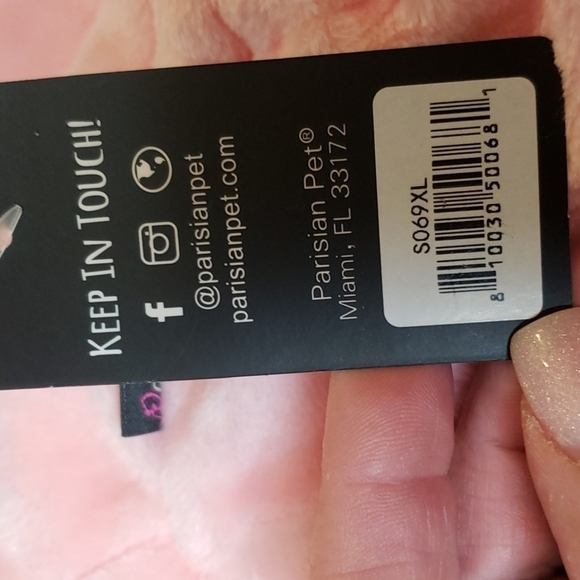 KEEP IN TOUCH!
@parisianpet
parisianpet.com
Parisian Pet®
Miami, FL 33172
S069XL
8 10030 50068 1